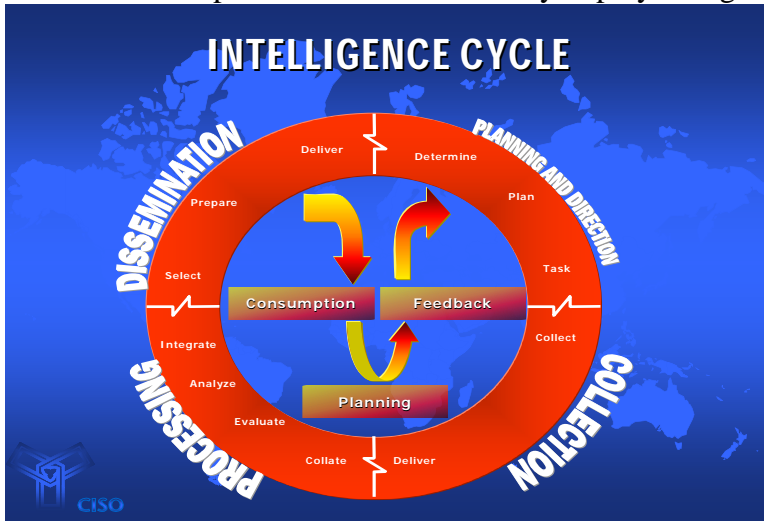 INTELLIGENCE CYCLE
PLANNING AND DIRECTION
Determine
Plan
Task
COLLECTION
Collect
Deliver
PROCESSING
Collate
Evaluate
Analyze
Integrate
DISSEMINATION
Select
Prepare
Deliver
Consumption
Feedback
Planning
CISO